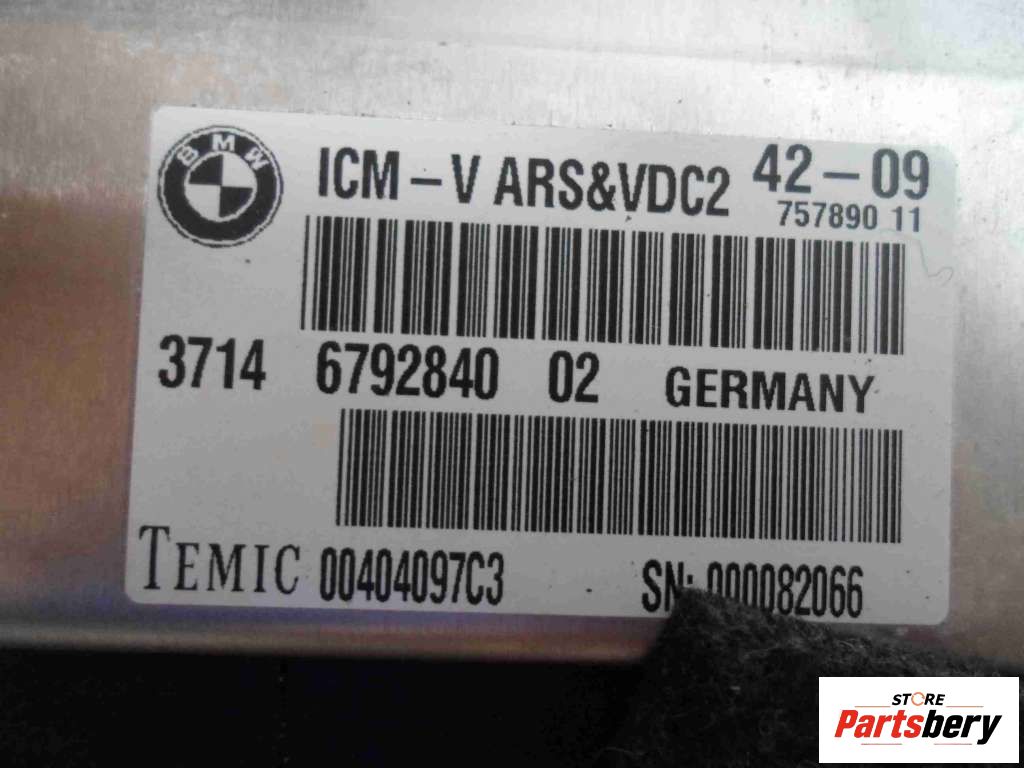 BMW
ICM – V ARS&VDC2 42 – 09
757890 11
3714 6792840 02 GERMANY
TEMIC 00404097C3 SN: 000082066
STORE
Partsbery